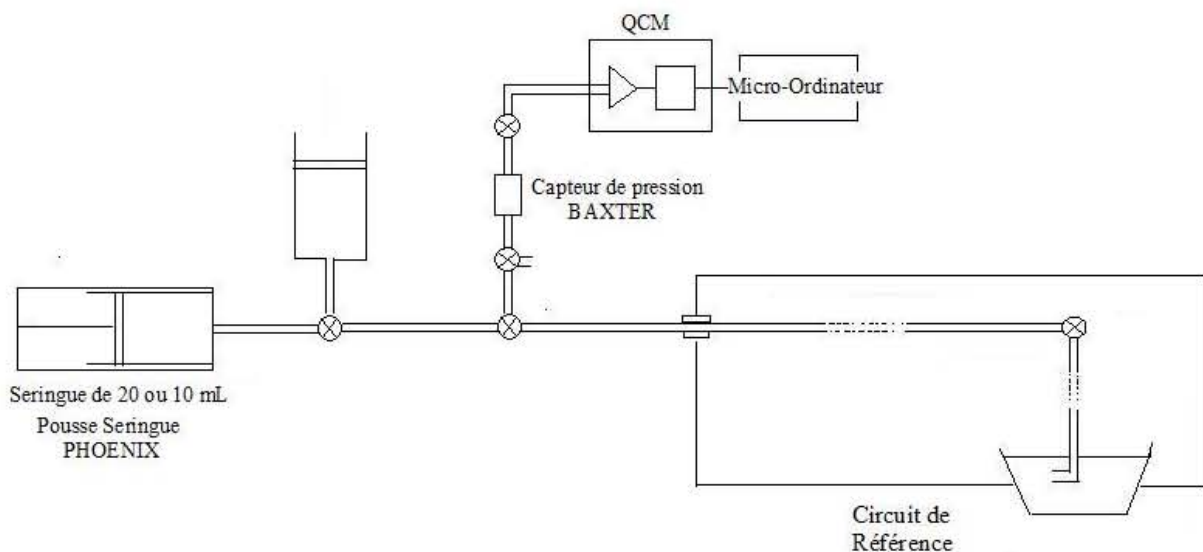 QCM
Micro-Ordinateur
Capteur de pression
BAXTER
Seringue de 20 ou 10 mL
Pousse Seringue
PHOENIX
Circuit de
Référence